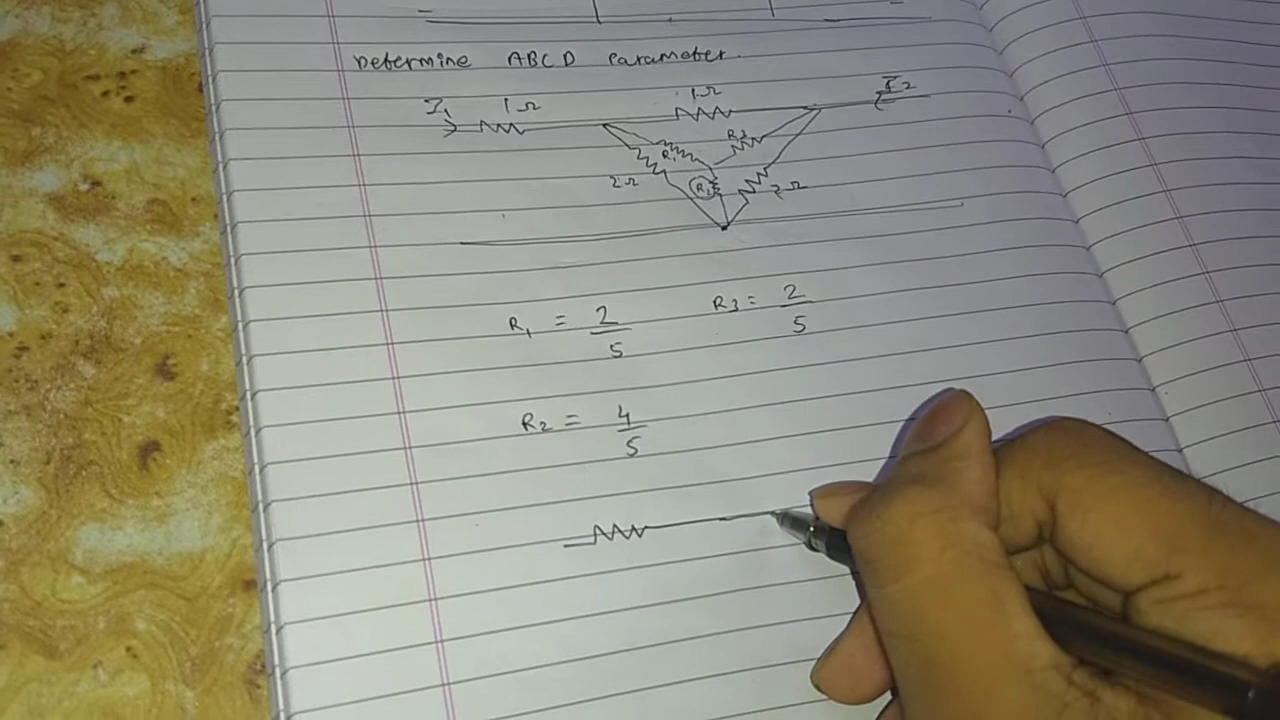 Determine ABCD Parameter.
I1 1Ω 1Ω I2
R1 R3
2Ω R2 2Ω
R1 = 2/5 R3 = 2/5
R2 = 4/5